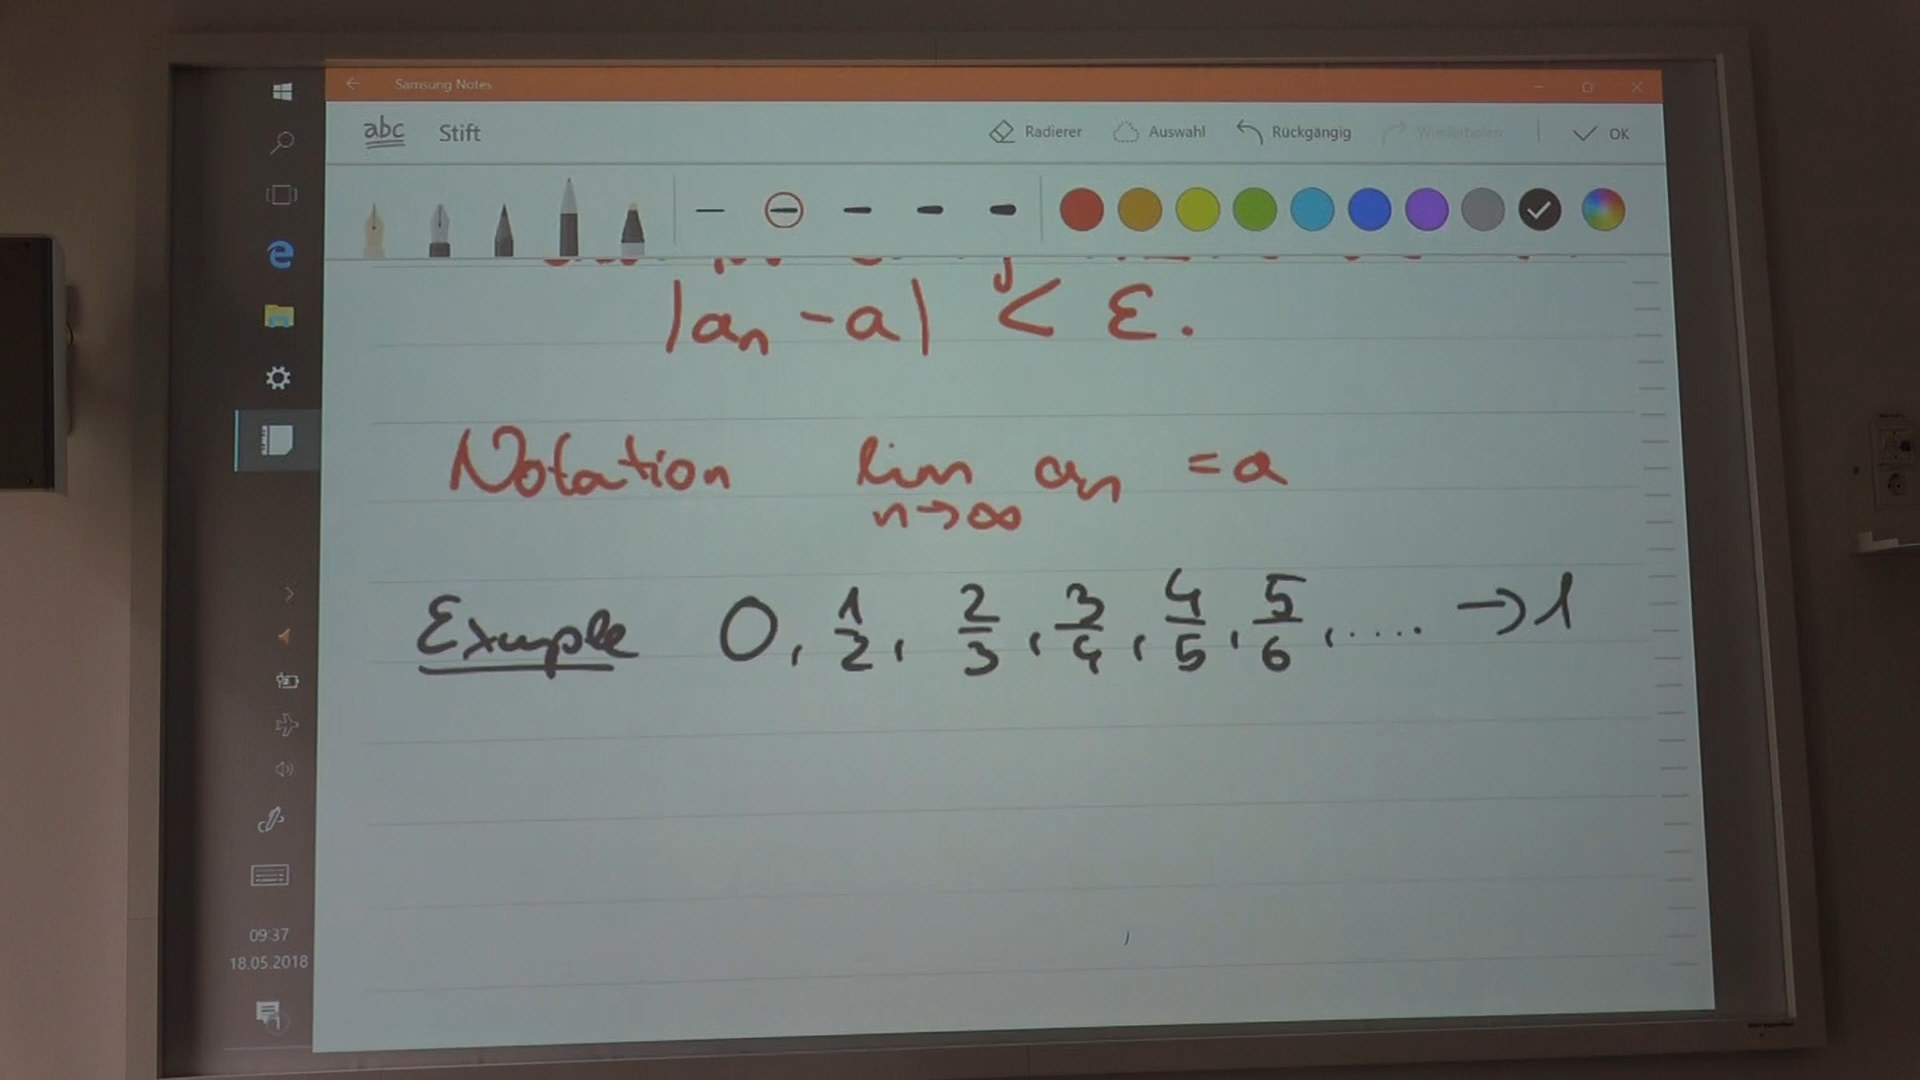 Samsung Notes
abc Stift Radierer Auswahl Rückgängig Wiederholen OK
|aₙ - a| < ε.
Notation lim aₙ = a
n→∞
Example 0, 1/2, 2/3, 3/4, 4/5, 5/6, .... → 1
09:37
18.05.2018